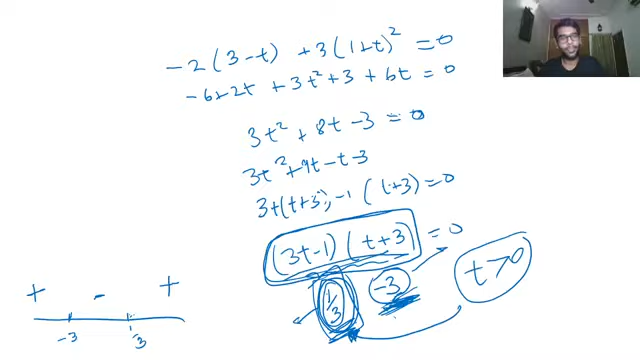 -2(3-t) +3(1+t)² =0
-6+2t +3t²+3 +6t =0
3t² +8t -3 =0
3t²+9t-t-3
3t(t+3) -1 (t+3)=0
(3t-1) (t+3) =0
1/3 -3 t>0
+ - +
-3 1/3